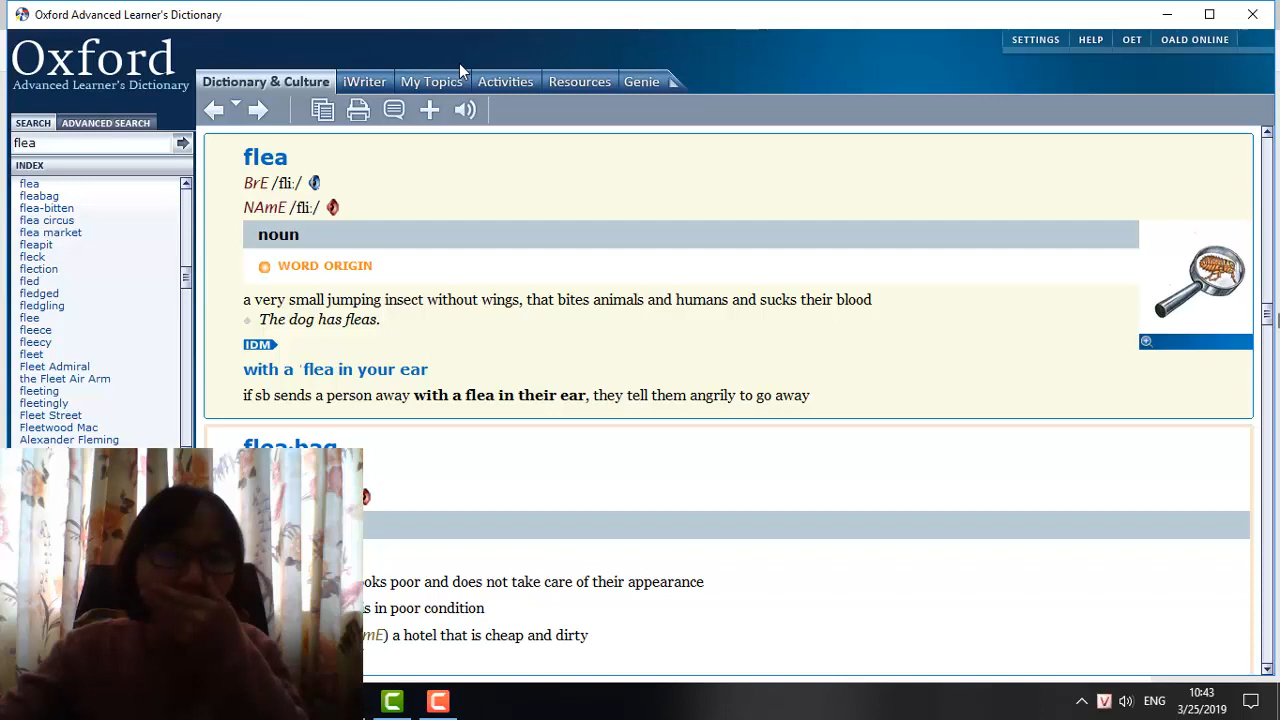 Oxford Advanced Learner's Dictionary
Oxford
Advanced Learner's Dictionary
SETTINGS HELP OET OALD ONLINE
Dictionary & Culture iWriter My Topics Activities Resources Genie
SEARCH ADVANCED SEARCH
flea
INDEX
flea
fleabag
flea-bitten
flea circus
flea market
fleapit
fleck
flection
fled
fledged
fledgling
flee
fleece
fleecy
fleet
Fleet Admiral
the Fleet Air Arm
fleeting
fleetingly
Fleet Street
Fleetwood Mac
Alexander Fleming
flea
BrE /fliː/
NAmE /fliː/
noun
WORD ORIGIN
a very small jumping insect without wings, that bites animals and humans and sucks their blood
The dog has fleas.
IDM
with a ˈflea in your ear
if sb sends a person away with a flea in their ear, they tell them angrily to go away
flea·bag
poor and does not take care of their appearance
in poor condition
a hotel that is cheap and dirty
V ENG 10:43
3/25/2019